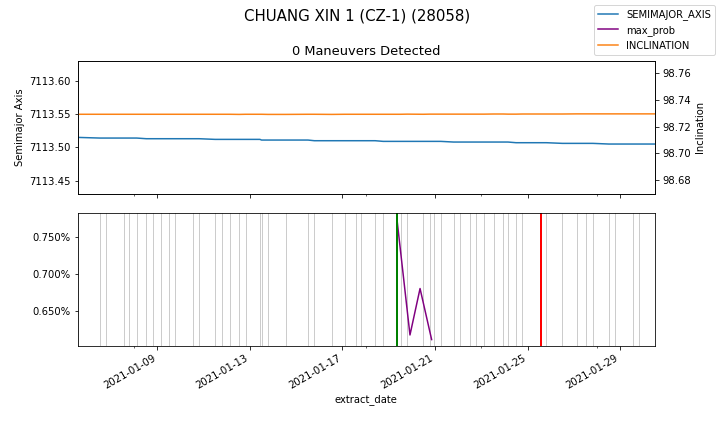 CHUANG XIN 1 (CZ-1) (28058)
SEMIMAJOR_AXIS
max_prob
INCLINATION
0 Maneuvers Detected
7113.60
7113.55
7113.50
7113.45
Semimajor Axis
98.76
98.74
98.72
98.70
98.68
Inclination
0.750%
0.700%
0.650%
2021-01-09
2021-01-13
2021-01-17
2021-01-21
2021-01-25
2021-01-29
extract_date